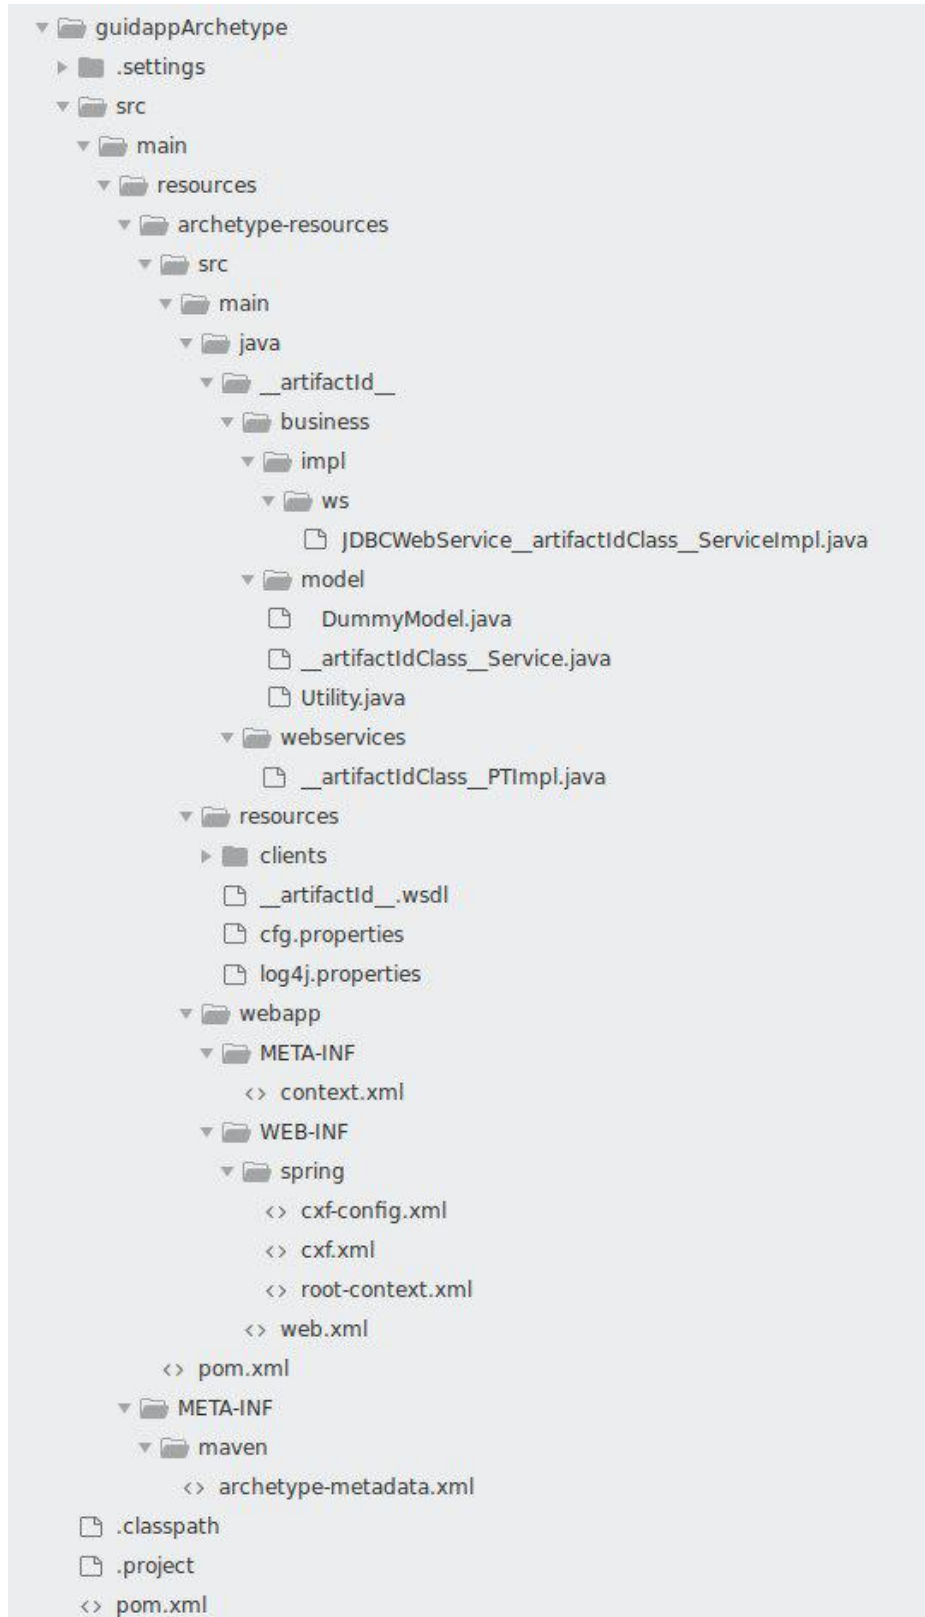 guidappArchetype
.settings
src
main
resources
archetype-resources
src
main
java
__artifactId__
business
impl
ws
JDBCWebService__artifactIdClass__ServiceImpl.java
model
DummyModel.java
__artifactIdClass__Service.java
Utility.java
webservices
__artifactIdClass__PTImpl.java
resources
clients
__artifactId__.wsdl
cfg.properties
log4j.properties
webapp
META-INF
<> context.xml
WEB-INF
spring
<> cxf-config.xml
<> cxf.xml
<> root-context.xml
<> web.xml
<> pom.xml
META-INF
maven
<> archetype-metadata.xml
.classpath
.project
<> pom.xml